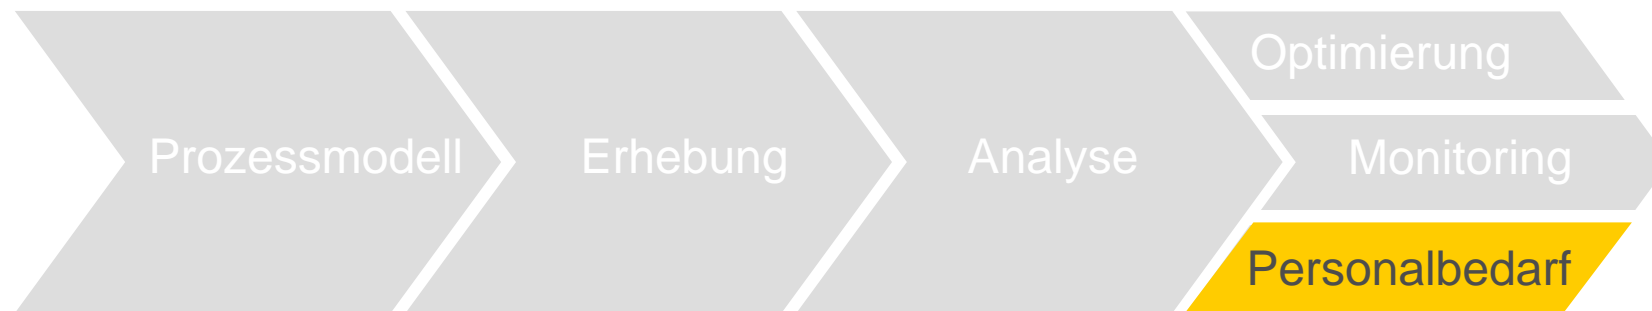 Prozessmodell
Erhebung
Analyse
Optimierung
Monitoring
Personalbedarf